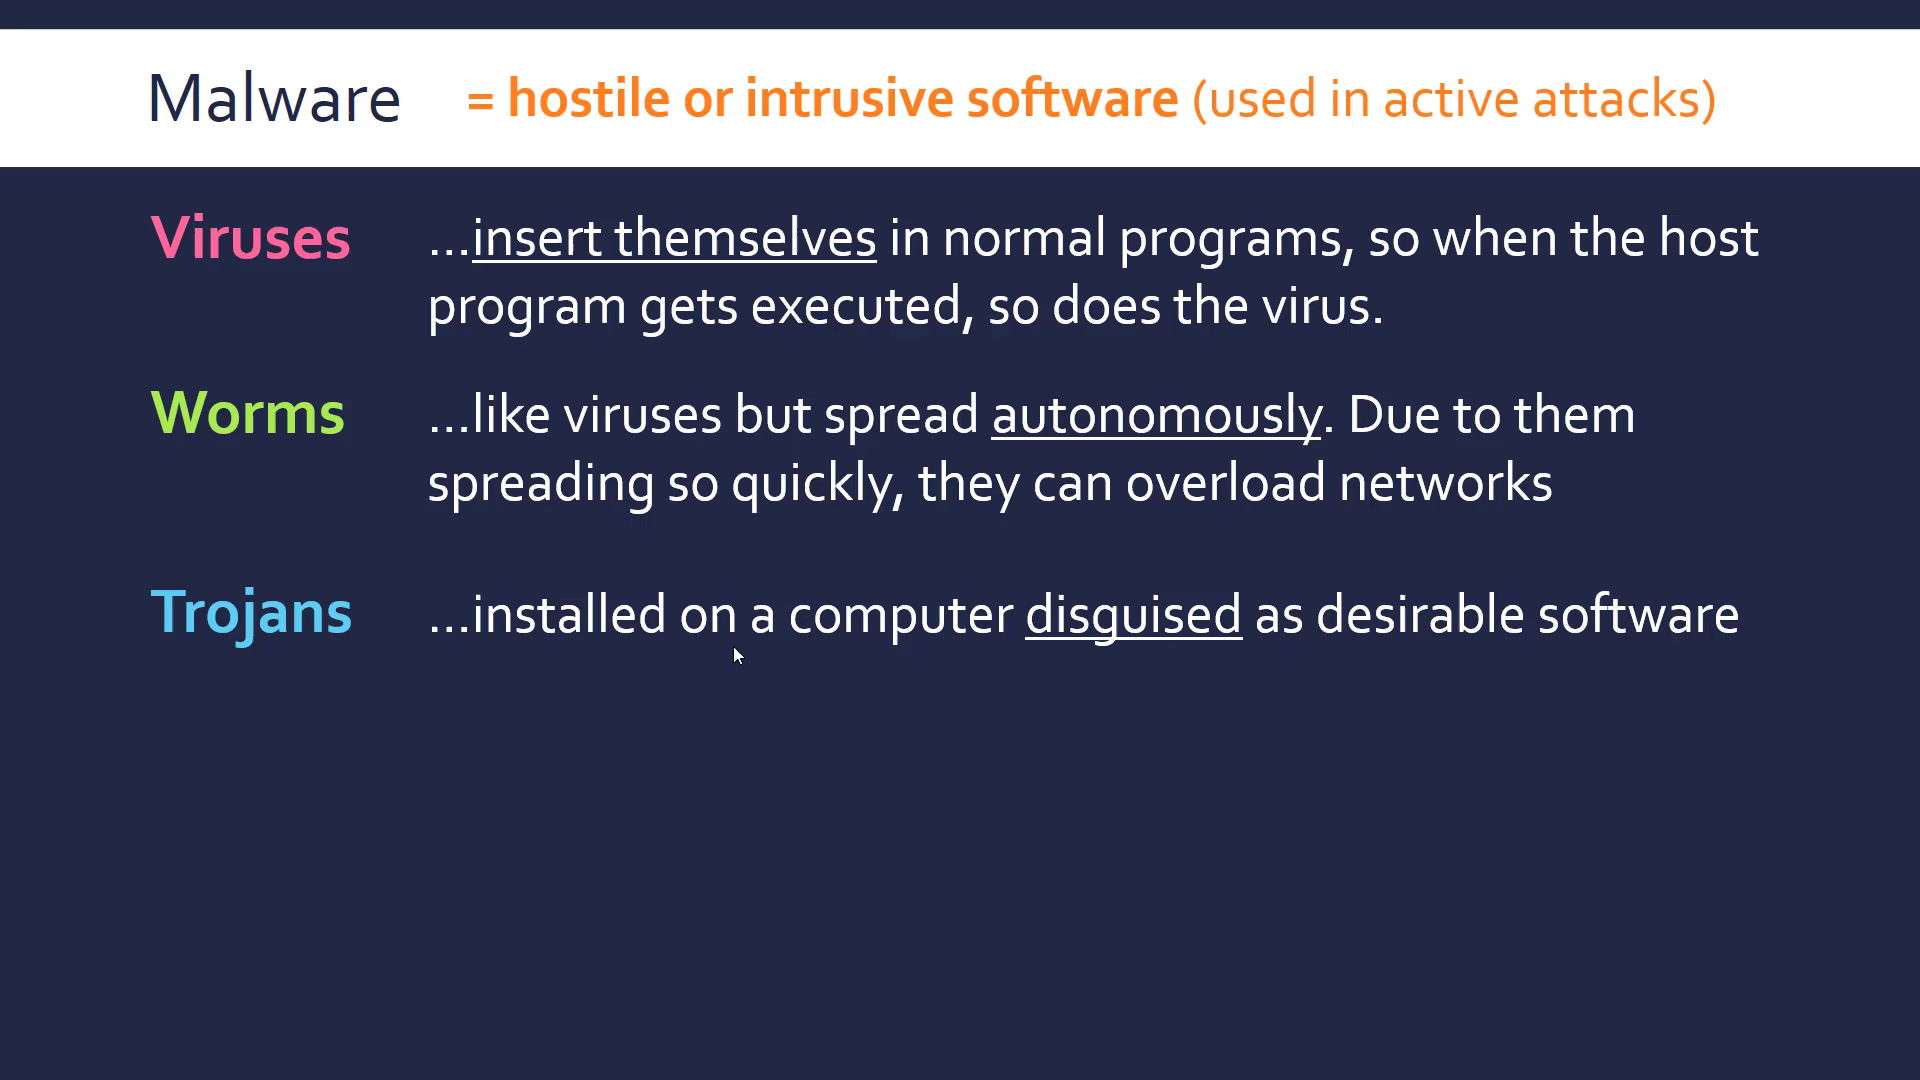 Malware = hostile or intrusive software (used in active attacks)
Viruses ...insert themselves in normal programs, so when the host
program gets executed, so does the virus.
Worms ...like viruses but spread autonomously. Due to them
spreading so quickly, they can overload networks
Trojans ...installed on a computer disguised as desirable software